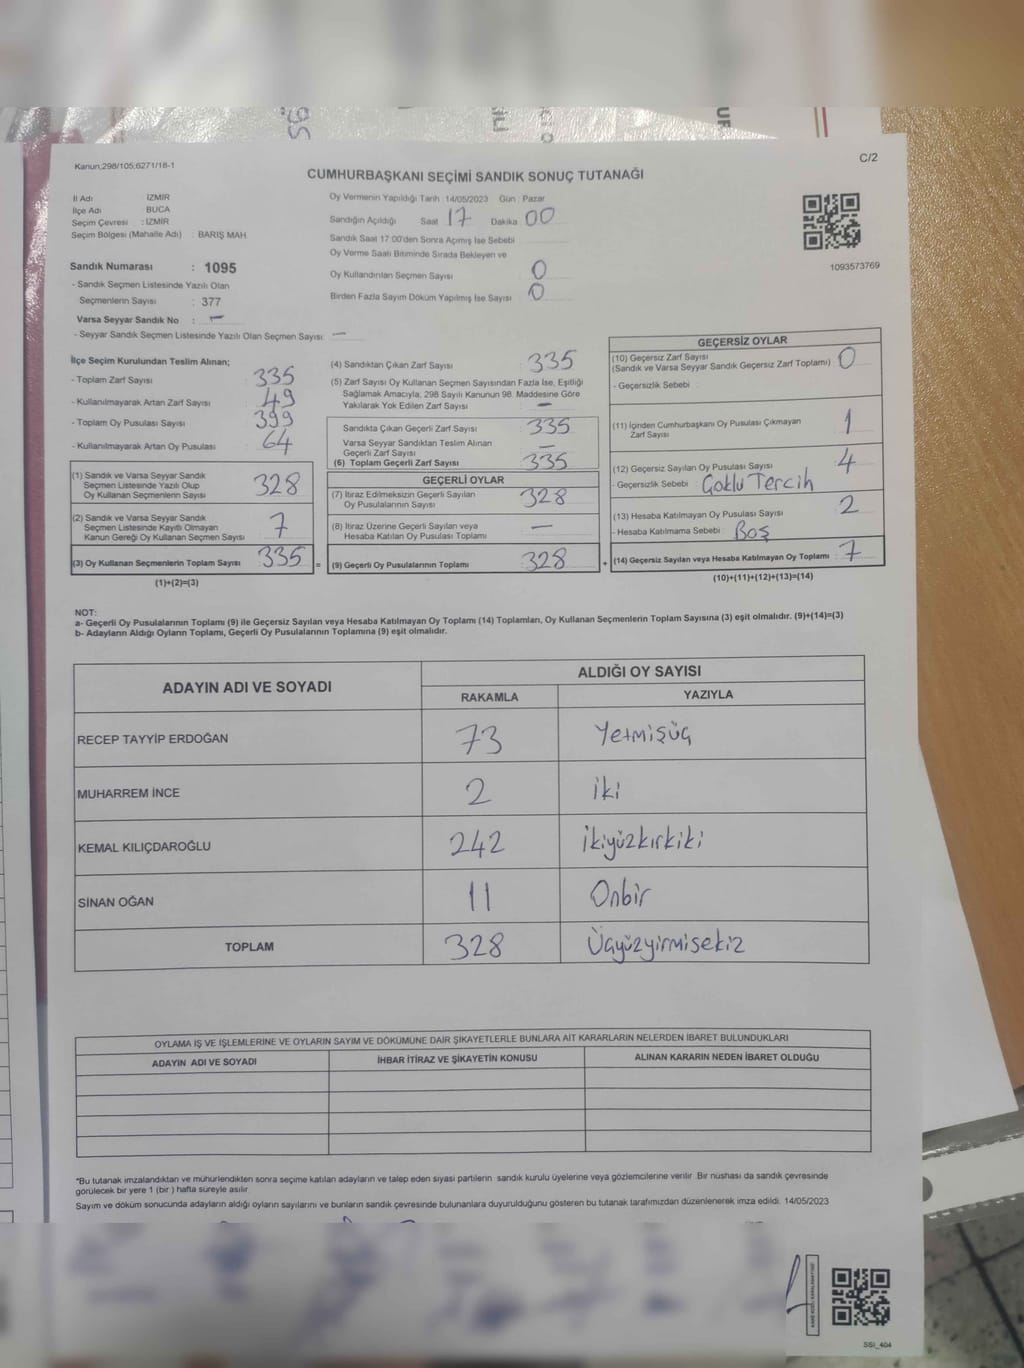 Kanun;298/105;6271/18-1
C/2
CUMHURBAŞKANI SEÇİMİ SANDIK SONUÇ TUTANAĞI
İl Adı İZMİR
İlçe Adı BUCA
Seçim Çevresi : İZMİR
Seçim Bölgesi (Mahalle Adı) : BARIŞ MAH
Sandık Numarası : 1095
- Sandık Seçmen Listesinde Yazılı Olan
Seçmenlerin Sayısı : 377
Varsa Seyyar Sandık No : -
- Seyyar Sandık Seçmen Listesinde Yazılı Olan Seçmen Sayısı: -
Oy Vermenin Yapıldığı Tarih :14/05/2023 Gün : Pazar
Sandığın Açıldığı Saat 17 Dakika 00
Sandık Saat 17:00'den Sonra Açılmış İse Sebebi
Oy Verme Saati Bitiminde Sırada Bekleyen ve
Oy Kullandırılan Seçmen Sayısı 0
Birden Fazla Sayım Döküm Yapılmış İse Sayısı 0
1093573769
İlçe Seçim Kurulundan Teslim Alınan;
- Toplam Zarf Sayısı 335
- Kullanılmayarak Artan Zarf Sayısı 49
- Toplam Oy Pusulası Sayısı 399
- Kullanılmayarak Artan Oy Pusulası 64
(1) Sandık ve Varsa Seyyar Sandık
Seçmen Listesinde Yazılı Olup
Oy Kullanan Seçmenlerin Sayısı 328
(2) Sandık ve Varsa Seyyar Sandık
Seçmen Listesinde Kayıtlı Olmayan
Kanun Gereği Oy Kullanan Seçmen Sayısı 7
(3) Oy Kullanan Seçmenlerin Toplam Sayısı 335 =
(1)+(2)=(3)
(4) Sandıktan Çıkan Zarf Sayısı : 335
(5) Zarf Sayısı Oy Kullanan Seçmen Sayısından Fazla İse, Eşitliği
Sağlamak Amacıyla, 298 Sayılı Kanunun 98. Maddesine Göre
Yakılarak Yok Edilen Zarf Sayısı : -
Sandıkta Çıkan Geçerli Zarf Sayısı : 335
Varsa Seyyar Sandıktan Teslim Alınan
Geçerli Zarf Sayısı : -
(6) Toplam Geçerli Zarf Sayısı : 335
GEÇERLİ OYLAR
(7) İtiraz Edilmeksizin Geçerli Sayılan
Oy Pusulalarının Sayısı : 328
(8) İtiraz Üzerine Geçerli Sayılan veya
Hesaba Katılan Oy Pusulası Toplamı : -
(9) Geçerli Oy Pusulalarının Toplamı : 328 +
GEÇERSİZ OYLAR
(10) Geçersiz Zarf Sayısı
(Sandık ve Varsa Seyyar Sandık Geçersiz Zarf Toplamı) : 0
- Geçersizlik Sebebi :
(11) İçinden Cumhurbaşkanı Oy Pusulası Çıkmayan
Zarf Sayısı : 1
(12) Geçersiz Sayılan Oy Pusulası Sayısı : 4
- Geçersizlik Sebebi : Çoklu Tercih
(13) Hesaba Katılmayan Oy Pusulası Sayısı : 2
- Hesaba Katılmama Sebebi : Boş
(14) Geçersiz Sayılan veya Hesaba Katılmayan Oy Toplamı : 7
(10)+(11)+(12)+(13)=(14)
NOT:
a- Geçerli Oy Pusulalarının Toplamı (9) ile Geçersiz Sayılan veya Hesaba Katılmayan Oy Toplamı (14) Toplamları, Oy Kullanan Seçmenlerin Toplam Sayısına (3) eşit olmalıdır. (9)+(14)=(3)
b- Adayların Aldığı Oyların Toplamı, Geçerli Oy Pusulalarının Toplamına (9) eşit olmalıdır.
ADAYIN ADI VE SOYADI ALDIĞI OY SAYISI
RAKAMLA YAZIYLA
RECEP TAYYİP ERDOĞAN 73 Yetmişüç
MUHARREM İNCE 2 iki
KEMAL KILIÇDAROĞLU 242 ikiyüzkırkiki
SİNAN OĞAN 11 Onbir
TOPLAM 328 Üçyüzyirmisekiz
OYLAMA İŞ VE İŞLEMLERİNE VE OYLARIN SAYIM VE DÖKÜMÜNE DAİR ŞİKAYETLERLE BUNLARA AİT KARARLARIN NELERDEN İBARET BULUNDUKLARI
ADAYIN ADI VE SOYADI İHBAR İTİRAZ VE ŞİKAYETİN KONUSU ALINAN KARARIN NEDEN İBARET OLDUĞU
*Bu tutanak imzalandıktan ve mühürlendikten sonra seçime katılan adayların ve talep eden siyasi partilerin sandık kurulu üyelerine veya gözlemcilerine verilir. Bir nüshası da sandık çevresinde
görülecek bir yere 1 (bir ) hafta süreyle asılır
Sayım ve döküm sonucunda adayların aldığı oyların sayılarını ve bunların sandık çevresinde bulunanlara duyurulduğunu gösteren bu tutanak tarafımızdan düzenlenerek imza edildi. 14/05/2023
SSI_404